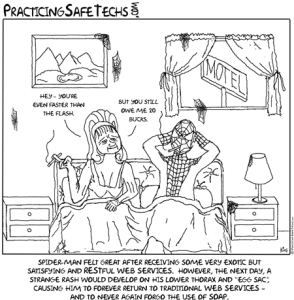 PRACTICINGSAFETECHS
HEY - YOU'RE
EVEN FASTER THAN
THE FLASH.
BUT YOU STILL
OWE ME 20
BUCKS.
MOTEL
SPIDER-MAN FELT GREAT AFTER RECEIVING SOME VERY EXOTIC BUT
SATISFYING AND RESTFUL WEB SERVICES. HOWEVER, THE NEXT DAY, A
STRANGE RASH WOULD DEVELOP ON HIS LOWER THORAX AND "EGG SAC",
CAUSING HIM TO FOREVER RETURN TO TRADITIONAL WEB SERVICES -
AND TO NEVER AGAIN FORGO THE USE OF SOAP.